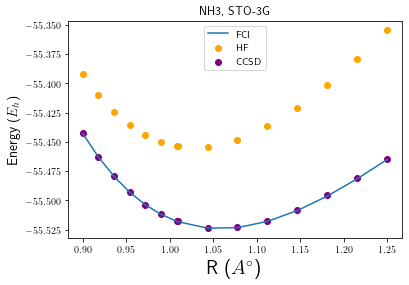 NH3, STO-3G
FCI
HF
CCSD
Energy ($E_h$)
−55.350
−55.375
−55.400
−55.425
−55.450
−55.475
−55.500
−55.525
0.90 0.95 1.00 1.05 1.10 1.15 1.20 1.25
R ($A^\circ$)